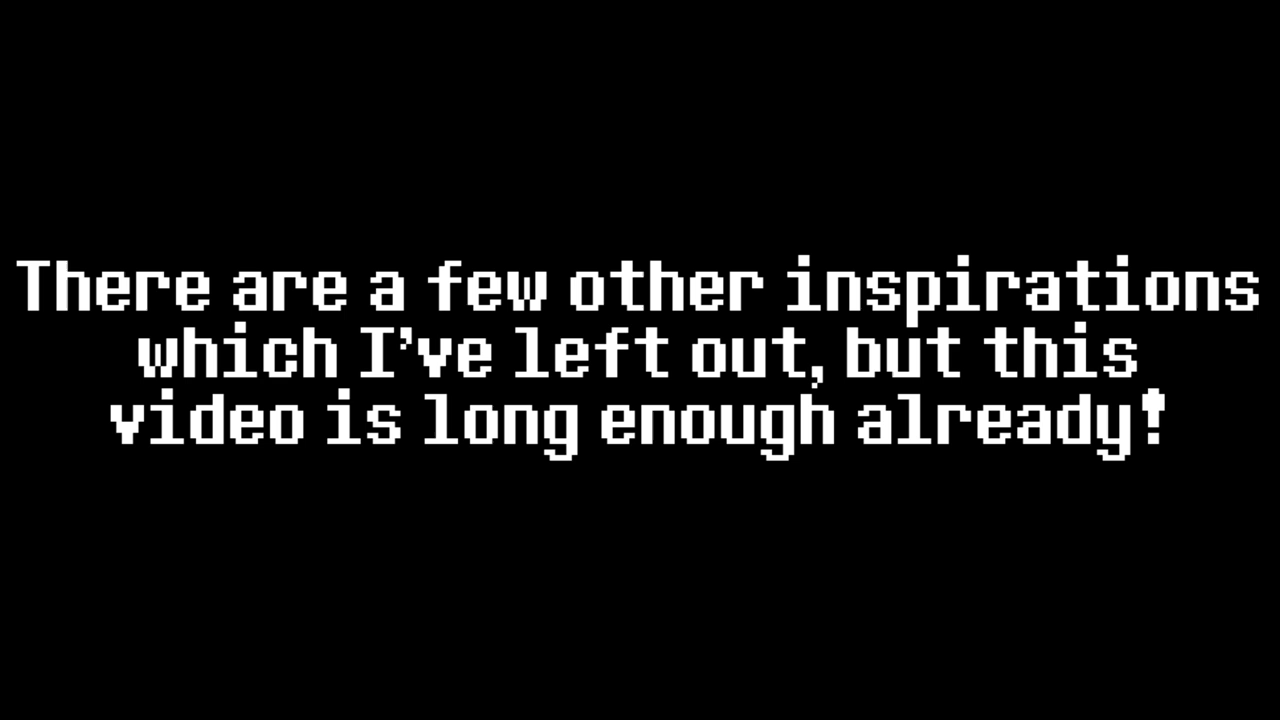 There are a few other inspirations
which I've left out, but this
video is long enough already!